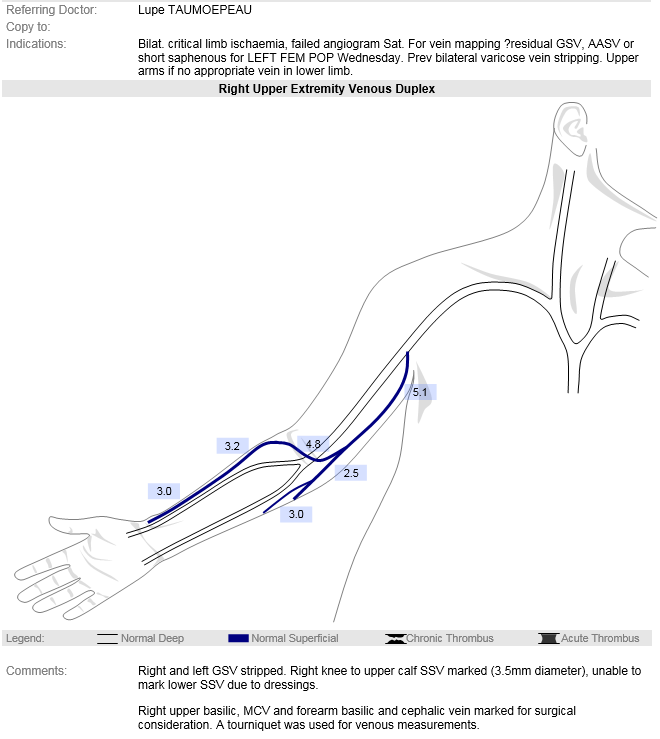 Referring Doctor: Lupe TAUMOEPEAU
Copy to:
Indications: Bilat. critical limb ischaemia, failed angiogram Sat. For vein mapping ?residual GSV, AASV or
short saphenous for LEFT FEM POP Wednesday. Prev bilateral varicose vein stripping. Upper
arms if no appropriate vein in lower limb.
Right Upper Extremity Venous Duplex
5.1
3.2
4.8
2.5
3.0
3.0
Legend: Normal Deep Normal Superficial Chronic Thrombus Acute Thrombus
Comments: Right and left GSV stripped. Right knee to upper calf SSV marked (3.5mm diameter), unable to
mark lower SSV due to dressings.
Right upper basilic, MCV and forearm basilic and cephalic vein marked for surgical
consideration. A tourniquet was used for venous measurements.